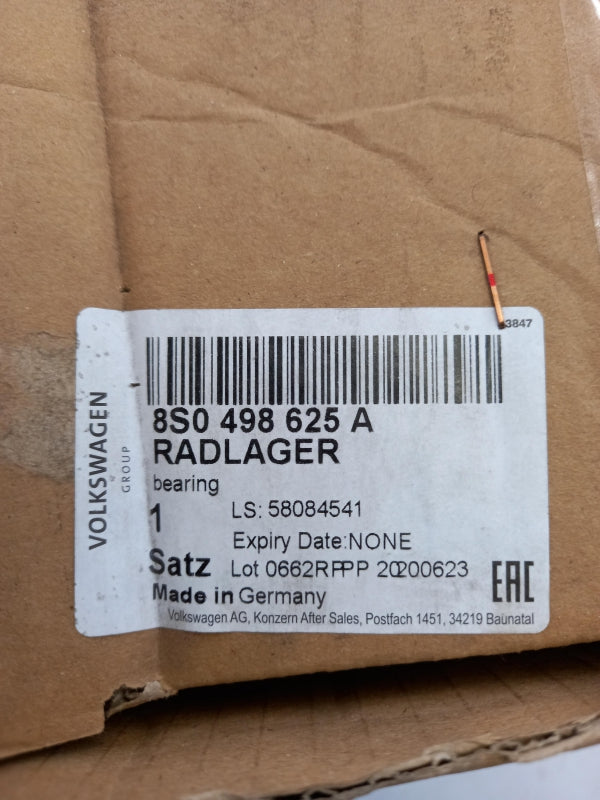 3847
VOLKSWAGEN
GROUP
8S0 498 625 A
RADLAGER
bearing
1 LS: 58084541
Expiry Date:NONE
Satz Lot 0662RPPP 20200623
Made in Germany
EAC
Volkswagen AG, Konzern After Sales, Postfach 1451, 34219 Baunatal